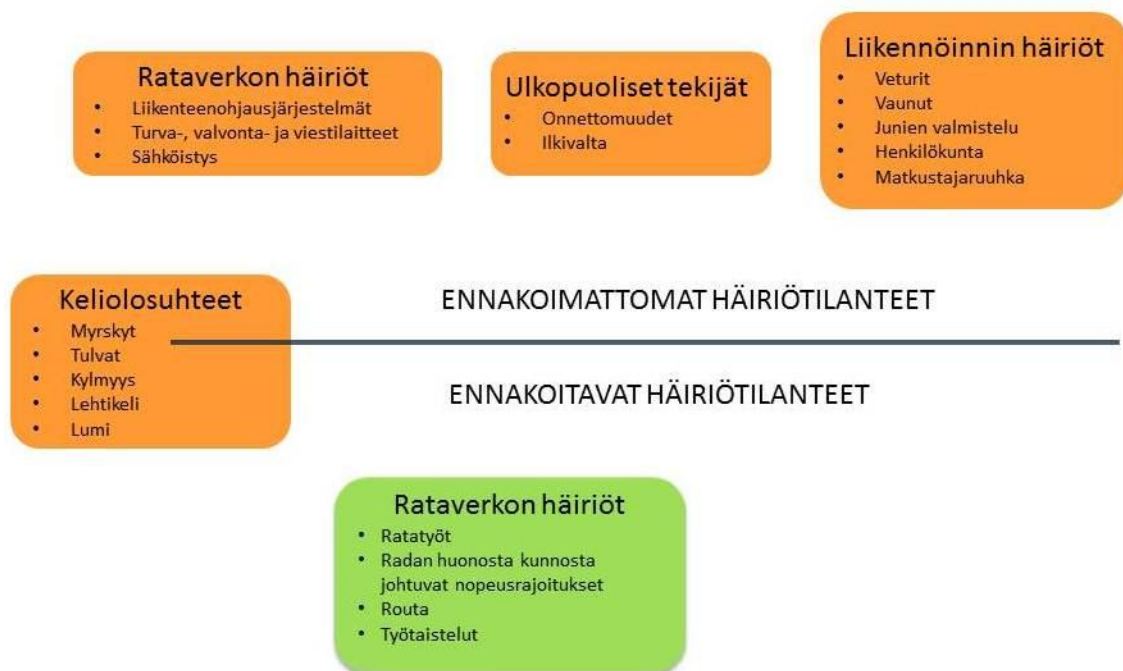 Rataverkon häiriöt
• Liikenteenohjausjärjestelmät
• Turva-, valvonta- ja viestilaitteet
• Sähköistys
Ulkopuoliset tekijät
• Onnettomuudet
• Ilkivalta
Liikennöinnin häiriöt
• Veturit
• Vaunut
• Junien valmistelu
• Henkilökunta
• Matkustajaruuhka
Keliolosuhteet
• Myrskyt
• Tulvat
• Kylmyys
• Lehtikeli
• Lumi
ENNAKOIMATTOMAT HÄIRIÖTILANTEET
ENNAKOITAVAT HÄIRIÖTILANTEET
Rataverkon häiriöt
• Ratatyöt
• Radan huonosta kunnosta
johtuvat nopeusrajoitukset
• Routa
• Työtaistelut